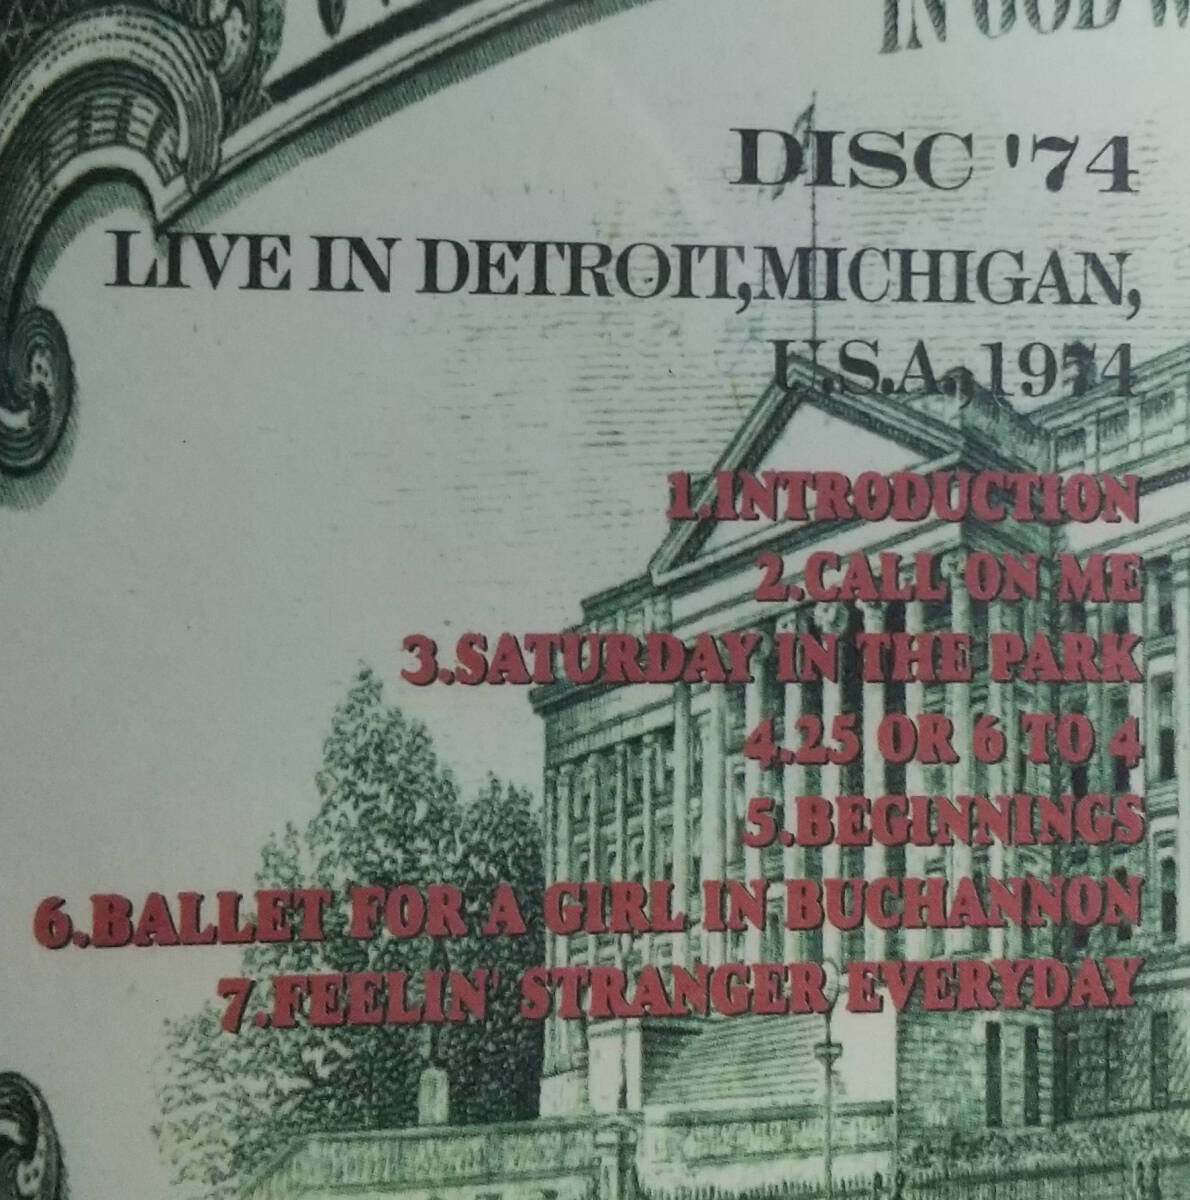 IN GOD
DISC '74
LIVE IN DETROIT,MICHIGAN,
U.S.A., 1974
1.INTRODUCTION
2.CALL ON ME
3.SATURDAY IN THE PARK
4.25 OR 6 TO 4
5.BEGINNINGS
6.BALLET FOR A GIRL IN BUCHANNON
7.FEELIN' STRANGER EVERYDAY